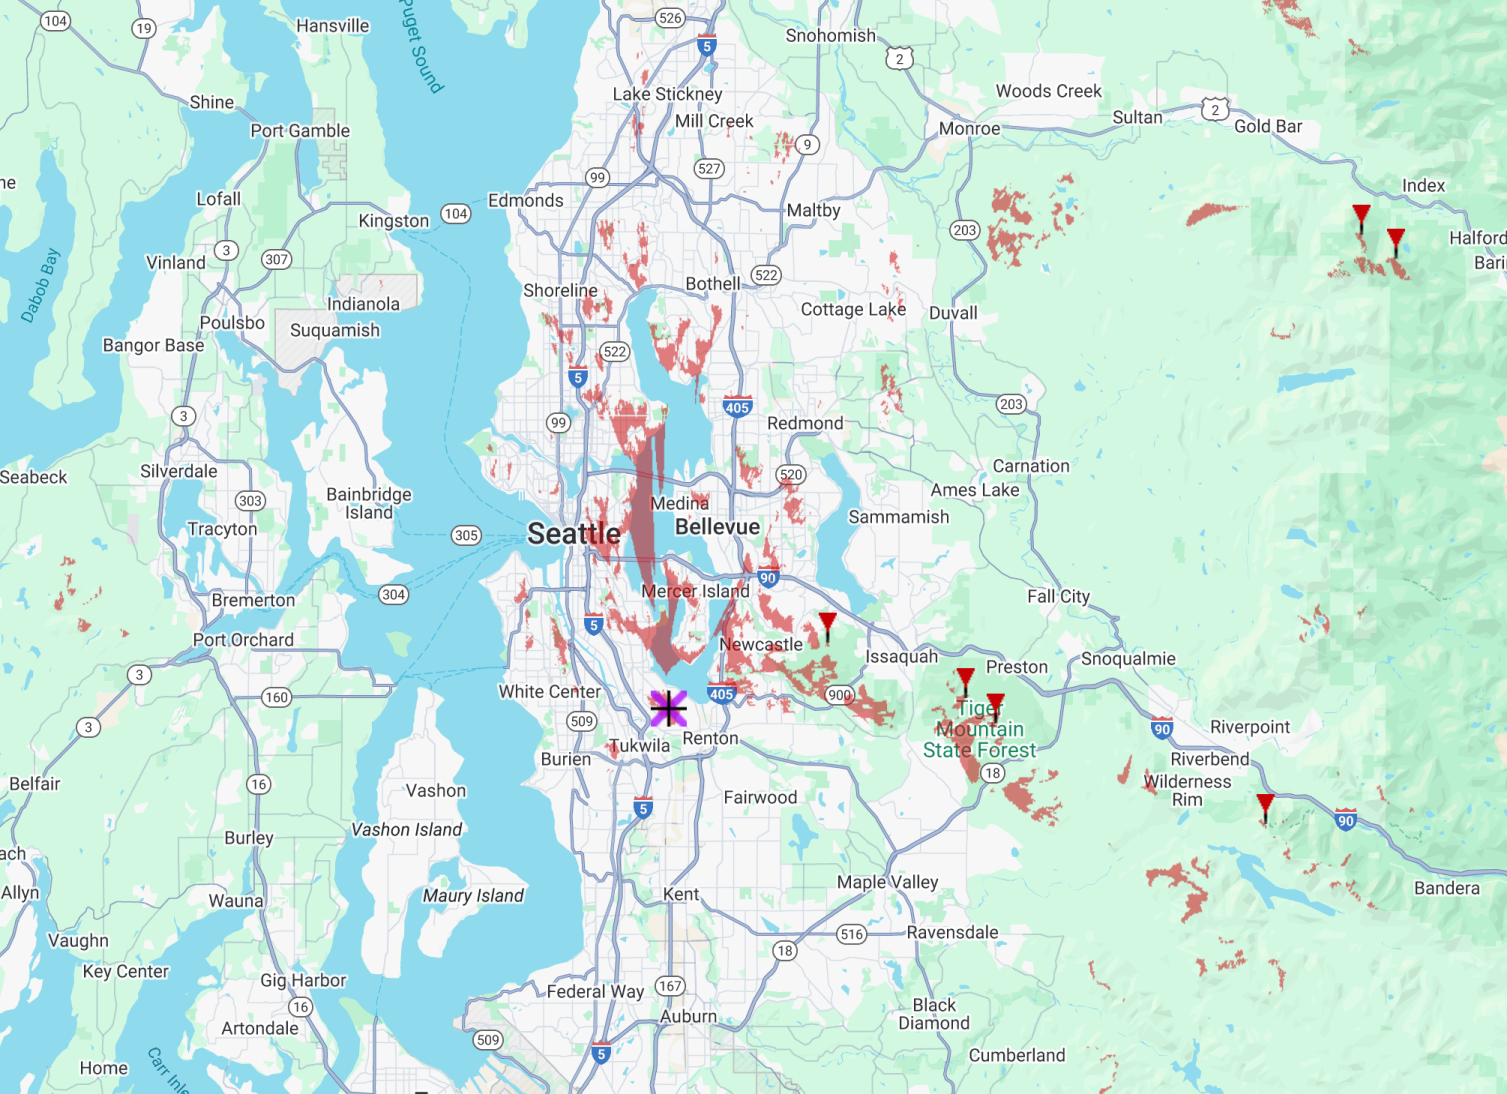 104
19
Hansville
Puget Sound
526
5
Snohomish
2
Woods Creek
Shine
Lake Stickney
Mill Creek
Sultan
2
Gold Bar
Port Gamble
Monroe
9
99
527
Index
Lofall
Edmonds
Kingston
104
Maltby
203
3
307
Vinland
Halford
Bari
522
Dabob Bay
Indianola
Shoreline
Bothell
Cottage Lake
Duvall
Poulsbo
Suquamish
Bangor Base
522
5
405
203
3
99
Redmond
Silverdale
Seabeck
Carnation
520
Ames Lake
303
Bainbridge
Island
Medina
Sammamish
Tracyton
305
Seattle
Bellevue
90
304
Bremerton
Mercer Island
Fall City
5
Port Orchard
Newcastle
Issaquah
Preston
Snoqualmie
3
160
White Center
405
900
Tiger
Mountain
State Forest
509
3
90
Riverpoint
Tukwila
Renton
Burien
Riverbend
18
Wilderness
Rim
Belfair
16
Vashon
Fairwood
5
90
Vashon Island
Burley
ach
Maple Valley
Kent
Bandera
Allyn
Wauna
Maury Island
516
Ravensdale
Vaughn
18
Key Center
Gig Harbor
167
Federal Way
16
Black
Diamond
Auburn
Artondale
509
5
Cumberland
Home
Carr Inle